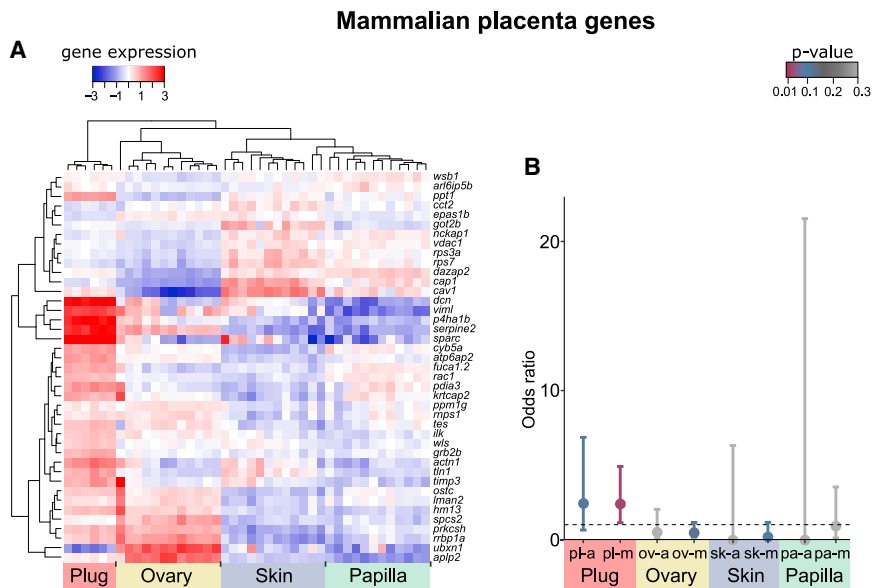 Mammalian placenta genes
A
gene expression
−3 −1 1 3
p-value
0.01 0.1 0.2 0.3
wsb1
arl6ip5b
ppt1
cct2
epas1b
got2b
nckap1
vdac1
rps3a
rps7
dazap2
cap1
cav1
dcn
viml
p4ha1b
serpine2
sparc
cyb5a
atp6ap2
fuca1.2
rac1
pdia3
krtcap2
ppm1g
rnps1
tes
ilk
wls
grb2b
actn1
tln1
timp3
ostc
lman2
hm13
spcs2
prkcsh
rrbp1a
ubxn1
aplp2
Plug Ovary Skin Papilla
B
Odds ratio
20
10
0
pl-a pl-m ov-a ov-m sk-a sk-m pa-a pa-m
Plug Ovary Skin Papilla